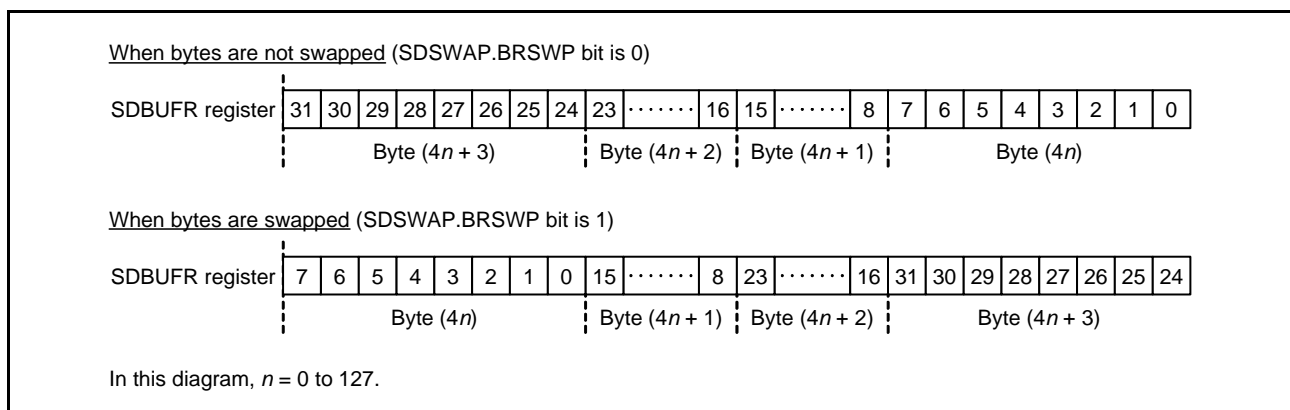 When bytes are not swapped (SDSWAP.BRSWP bit is 0)
SDBUFR register 31 30 29 28 27 26 25 24 23 ······· 16 15 ······· 8 7 6 5 4 3 2 1 0
Byte (4n + 3) Byte (4n + 2) Byte (4n + 1) Byte (4n)
When bytes are swapped (SDSWAP.BRSWP bit is 1)
SDBUFR register 7 6 5 4 3 2 1 0 15 ······· 8 23 ······· 16 31 30 29 28 27 26 25 24
Byte (4n) Byte (4n + 1) Byte (4n + 2) Byte (4n + 3)
In this diagram, n = 0 to 127.